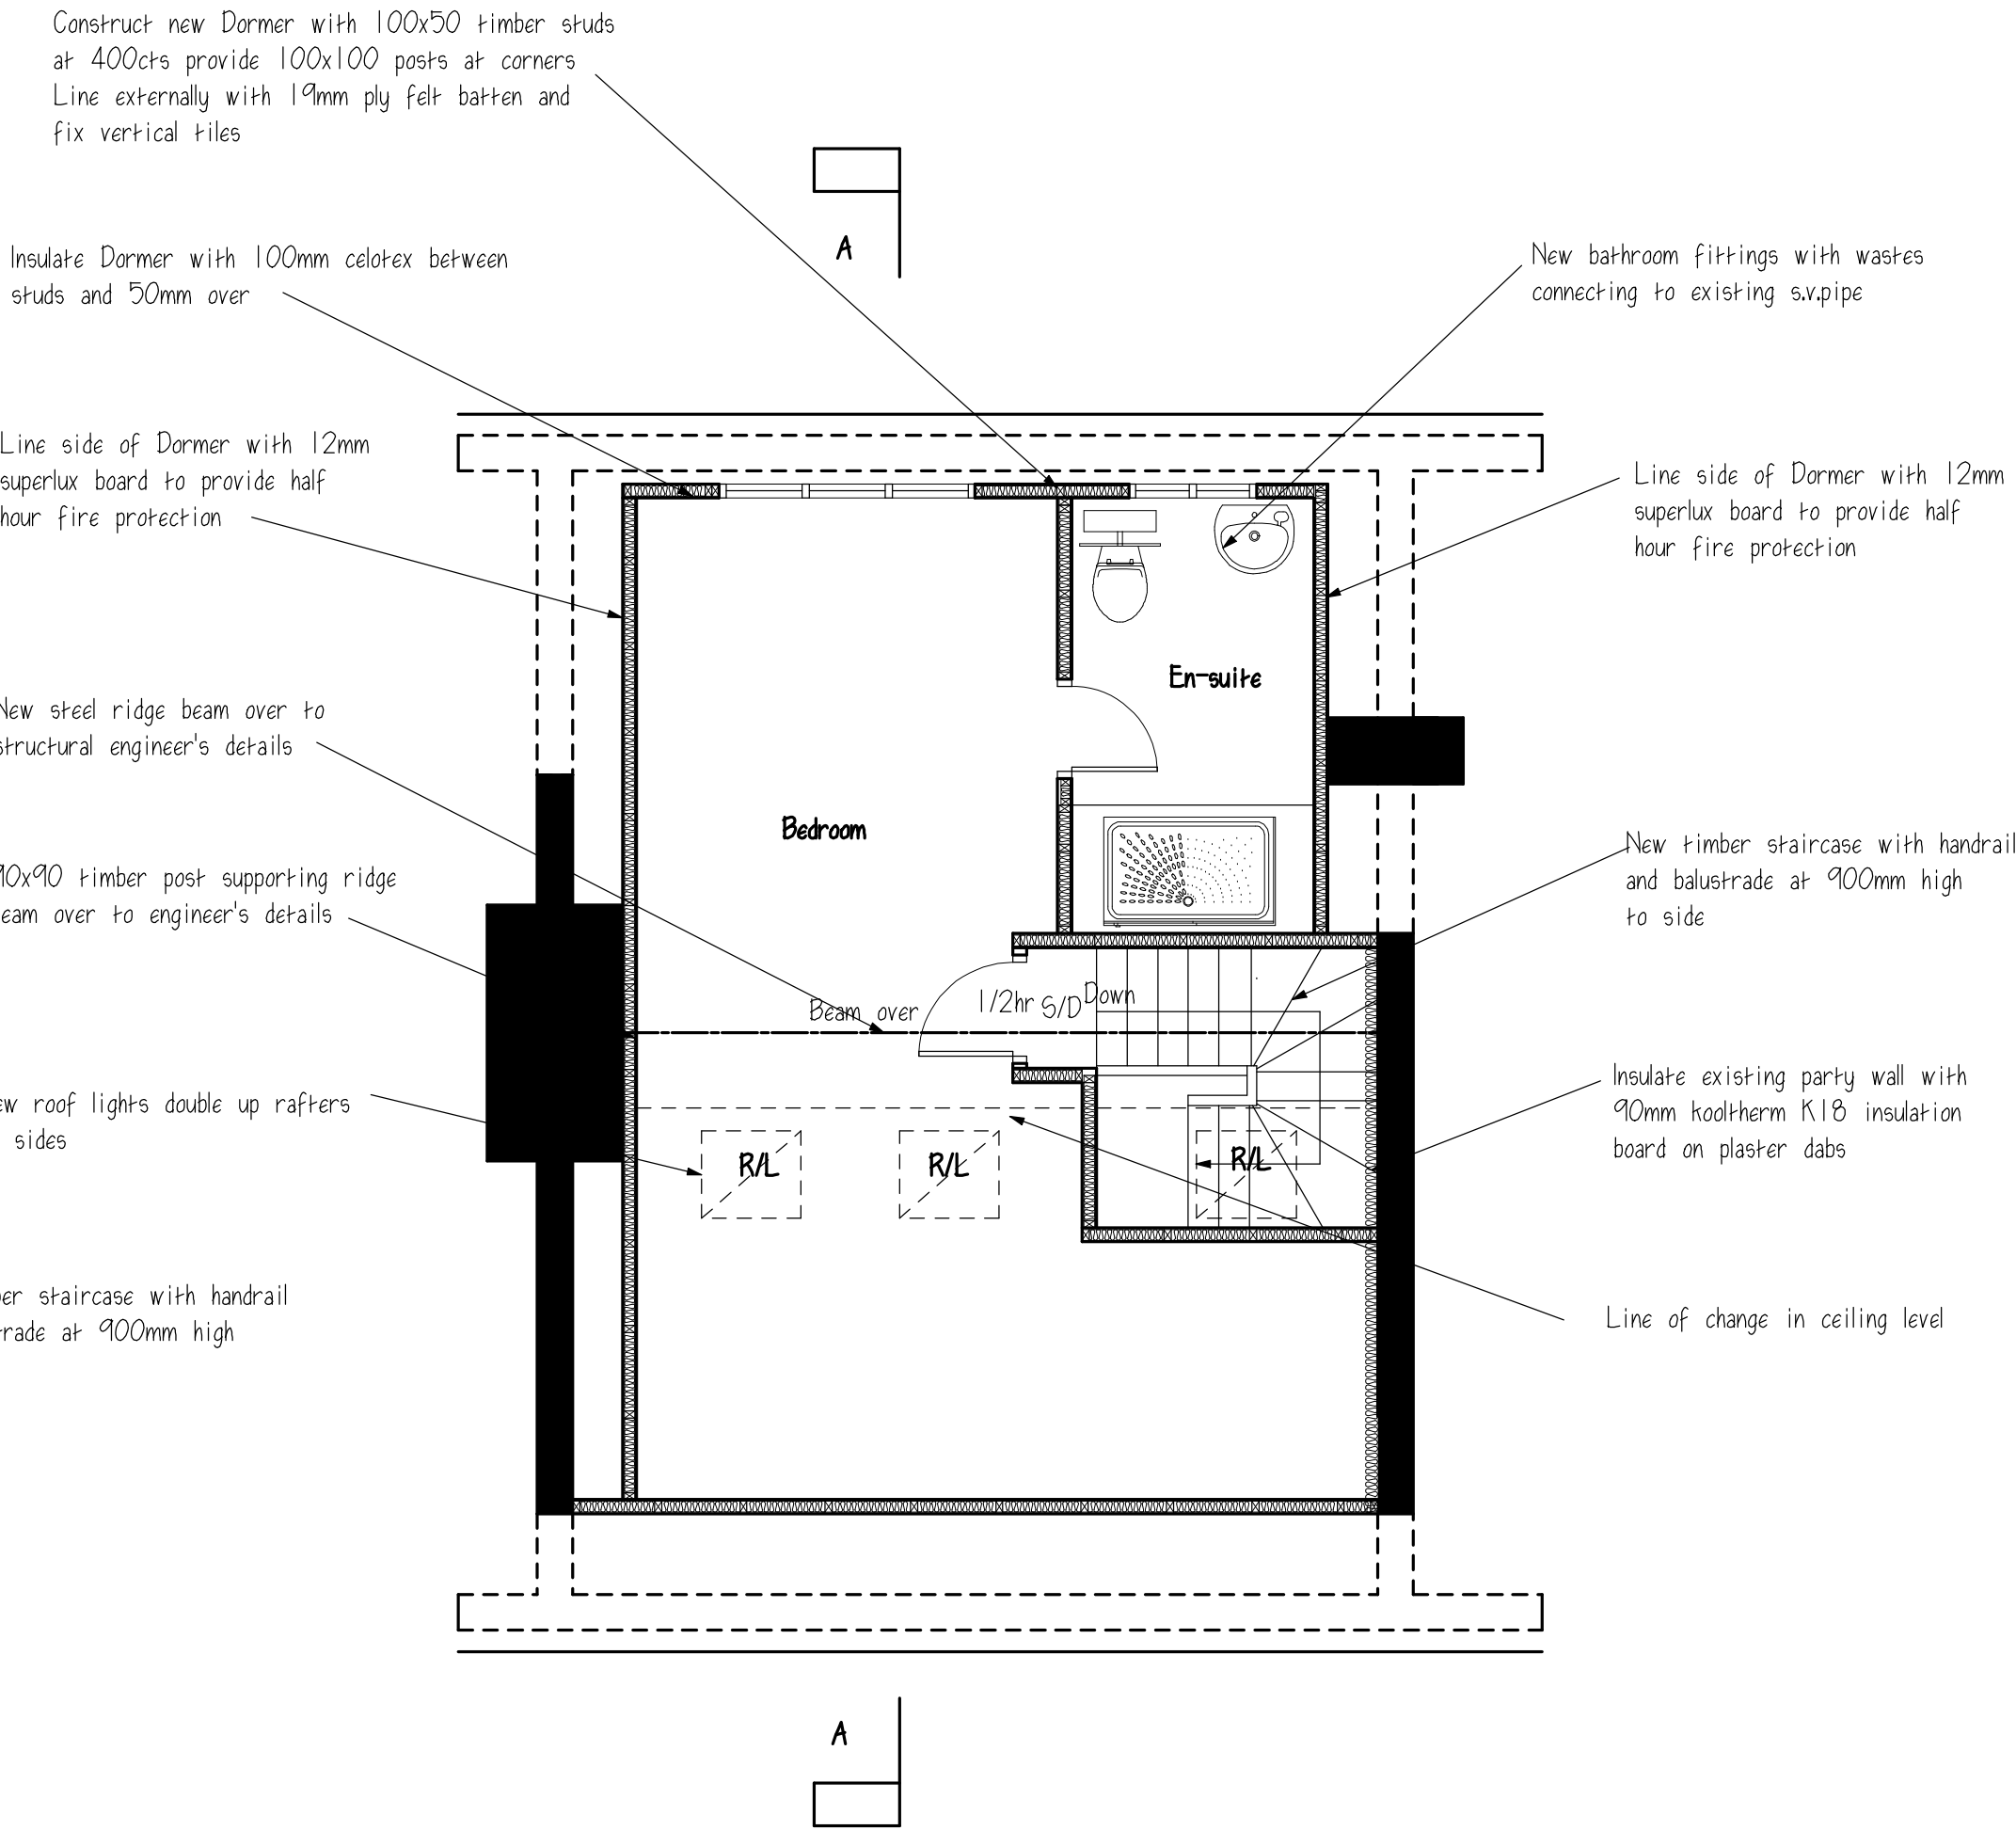 Construct new Dormer with 100x50 timber studs
at 400cts provide 100x100 posts at corners
Line externally with 19mm ply felt batten and
fix vertical tiles
A
Insulate Dormer with 100mm celotex between
studs and 50mm over
New bathroom fittings with wastes
connecting to existing s.v.pipe
Line side of Dormer with 12mm
superlux board to provide half
hour fire protection
Line side of Dormer with 12mm
superlux board to provide half
hour fire protection
En-suite
New steel ridge beam over to
structural engineer's details
Bedroom
New timber staircase with handrail
and balustrade at 900mm high
to side
90x90 timber post supporting ridge
eam over to engineer's details
Beam over
1/2hr S/D
Down
Insulate existing party wall with
90mm kooltherm K18 insulation
board on plaster dabs
ew roof lights double up rafters
sides
R/L
R/L
R/L
er staircase with handrail
rade at 900mm high
Line of change in ceiling level
A